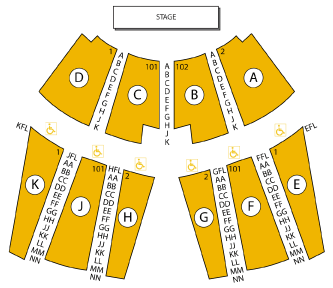 STAGE
1
101
102
2
A
B
C
D
E
F
G
H
J
K
A
B
C
D
E
F
G
H
J
K
A
B
C
D
E
F
G
H
J
K
D
C
B
A
KFL
1
JFL
AA
BB
CC
DD
EE
FF
GG
HH
JJ
KK
LL
MM
NN
101
HFL
AA
BB
CC
DD
EE
FF
GG
HH
JJ
KK
LL
MM
NN
2
K
J
H
2
GFL
AA
BB
CC
DD
EE
FF
GG
HH
JJ
KK
LL
MM
NN
101
FFL
AA
BB
CC
DD
EE
FF
GG
HH
JJ
KK
LL
MM
NN
1
EFL
G
F
E